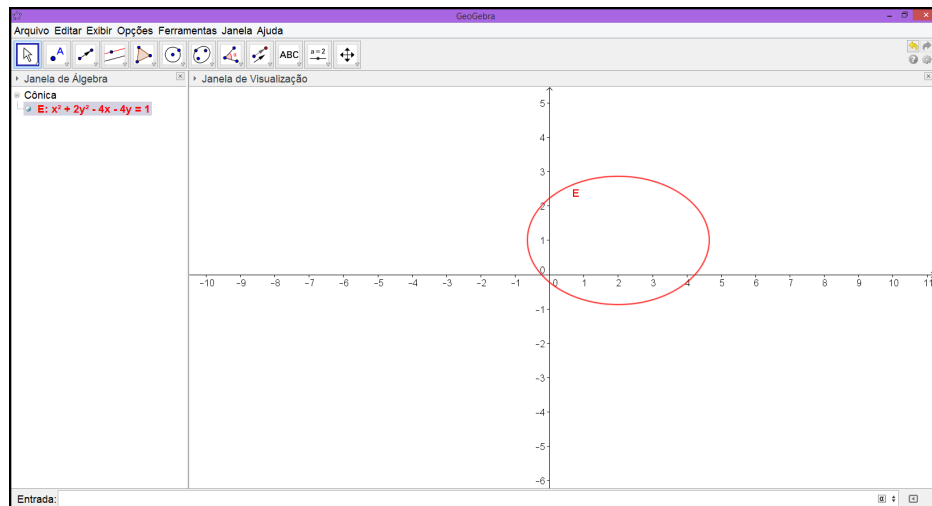 GeoGebra
Arquivo Editar Exibir Opções Ferramentas Janela Ajuda
A ABC a=2
Janela de Álgebra
Janela de Visualização
Cônica
E: x² + 2y² - 4x - 4y = 1
5
4
3
E
2
1
0
-10 -9 -8 -7 -6 -5 -4 -3 -2 -1 0 1 2 3 4 5 6 7 8 9 10 11
-1
-2
-3
-4
-5
-6
Entrada:
α